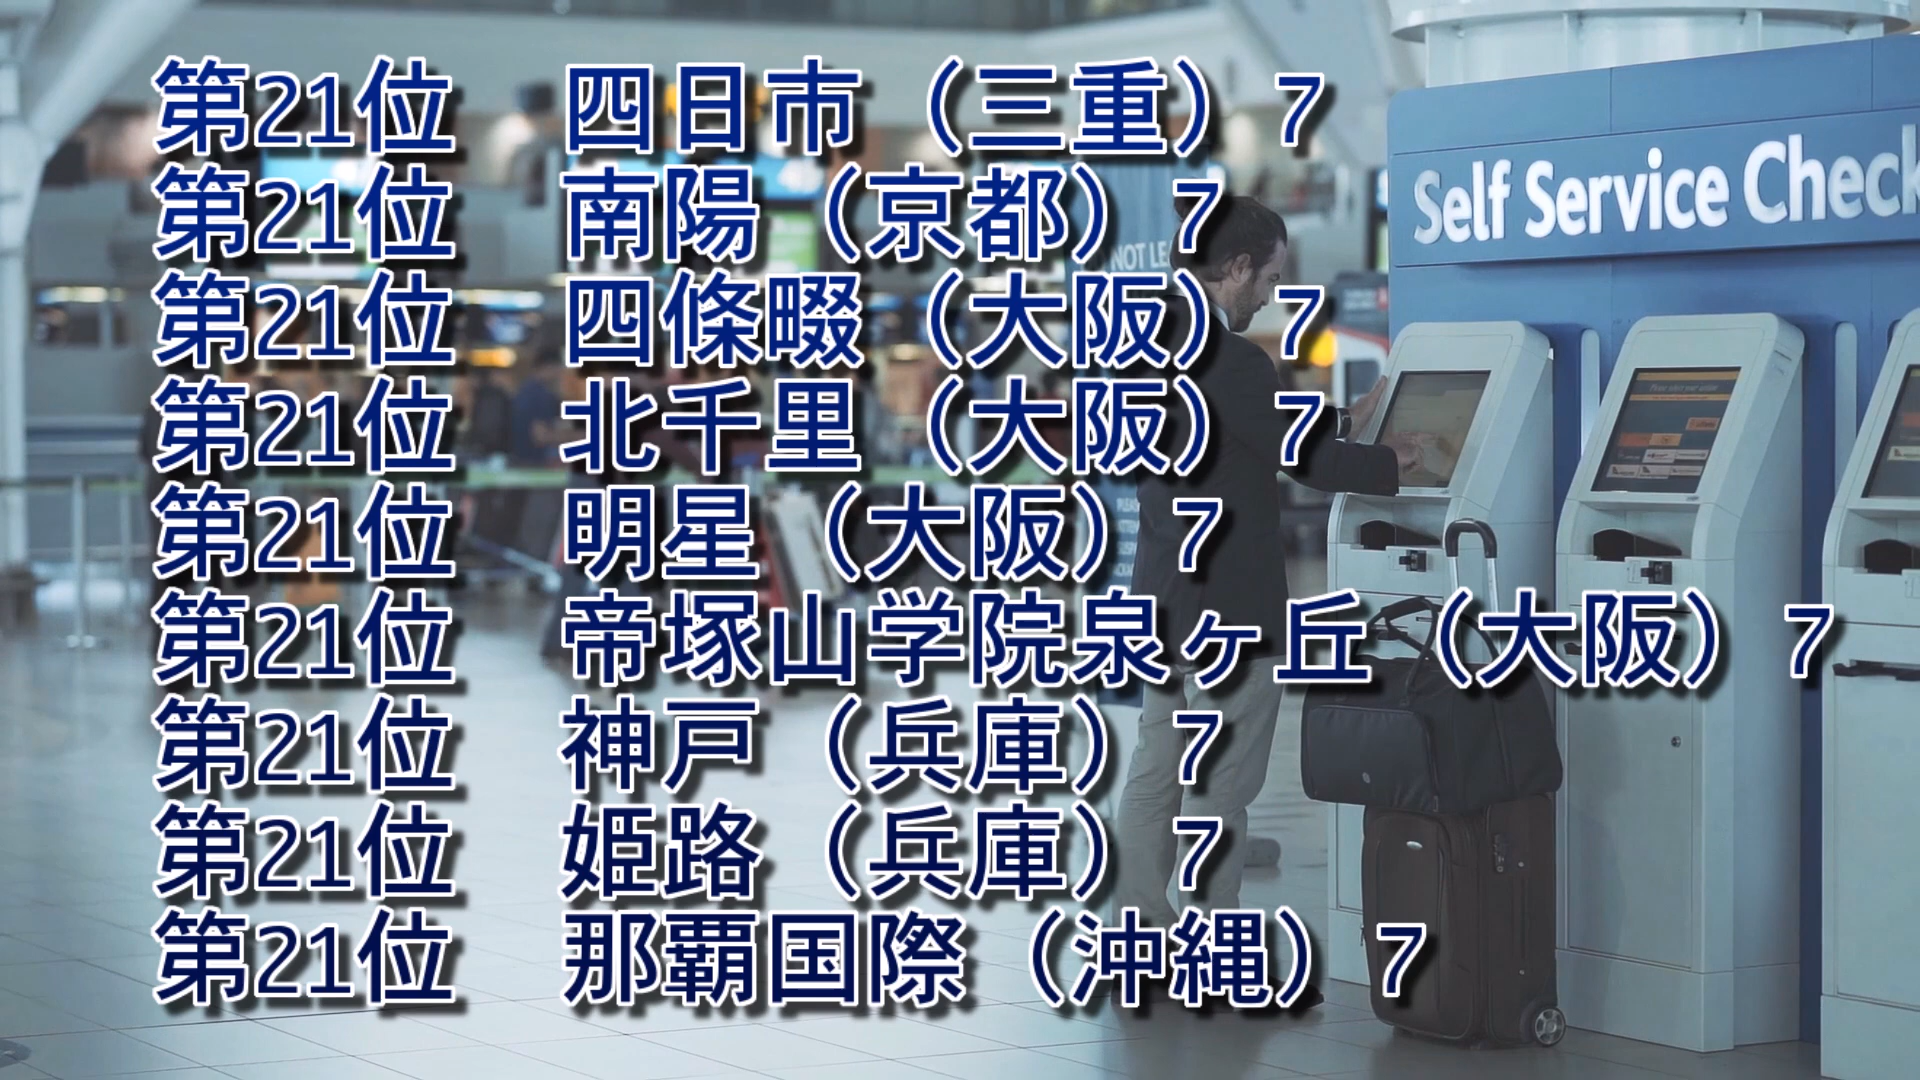 第21位 四日市（三重）7
第21位 南陽（京都）7
第21位 四條畷（大阪）7
第21位 北千里（大阪）7
第21位 明星（大阪）7
第21位 帝塚山学院泉ヶ丘（大阪）7
第21位 神戸（兵庫）7
第21位 姫路（兵庫）7
第21位 那覇国際（沖縄）7
Self Service Check
NOT LE